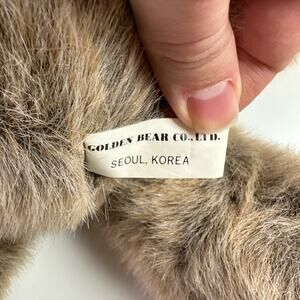 GOLDEN BEAR CO., LTD.
SEOUL, KOREA